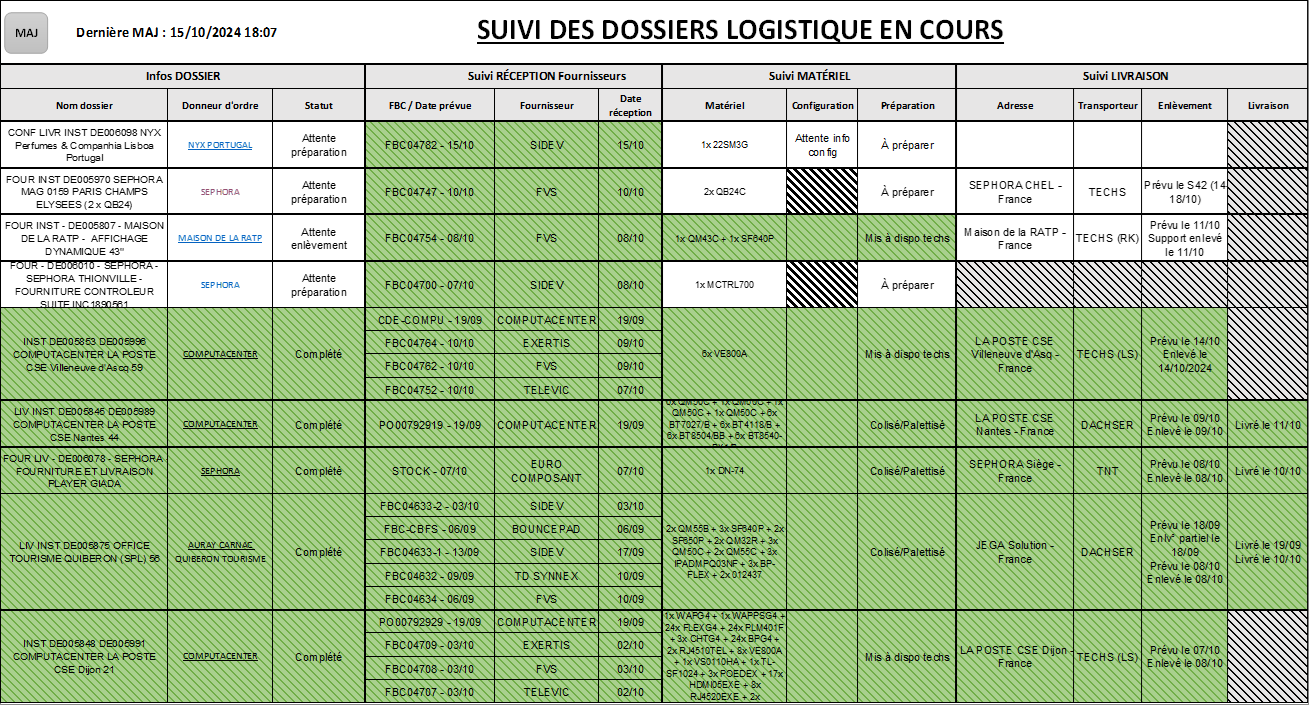 MAJ
Dernière MAJ : 15/10/2024 18:07
SUIVI DES DOSSIERS LOGISTIQUE EN COURS
Infos DOSSIER
Suivi RÉCEPTION Fournisseurs
Suivi MATÉRIEL
Suivi LIVRAISON
Nom dossier
Donneur d'ordre
Statut
FBC / Date prévue
Fournisseur
Date
réception
Matériel
Configuration
Préparation
Adresse
Transporteur
Enlèvement
Livraison
CONF LIVR INST DE006098 NYX
Perfumes & Companhia Lisboa
Portugal
NYX PORTUGAL
Attente
préparation
FBC04782 - 15/10
SIDEV
15/10
1x 22SM3G
Attente info
config
À préparer
FOUR INST DE005970 SEPHORA
MAG 0159 PARIS CHAMPS
ELYSEES (2 x QB24)
SEPHORA
Attente
préparation
FBC04747 - 10/10
FVS
10/10
2x QB24C
À préparer
SEPHORA CHEL -
France
TECHS
Prévu le S42 (14
18/10)
FOUR INST - DE005807 - MAISON
DE LA RATP - AFFICHAGE
DYNAMIQUE 43"
MAISON DE LA RATP
Attente
enlèvement
FBC04754 - 08/10
FVS
08/10
1x QM43C + 1x SF640P
Mis à dispo techs
Maison de la RATP -
France
TECHS (RK)
Prévu le 11/10
Support enlevé
le 11/10
FOUR - DE006010 - SEPHORA -
SEPHORA THIONVILLE -
FOURNITURE CONTROLEUR
SUITE INC1890561
SEPHORA
Attente
préparation
FBC04700 - 07/10
SIDEV
08/10
1x MCTRL700
À préparer
INST DE005853 DE005996
COMPUTACENTER LA POSTE
CSE Villeneuve d'Ascq 59
COMPUTACENTER
Complété
CDE-COMPU - 19/09
COMPUTACENTER
19/09
FBC04764 - 10/10
EXERTIS
09/10
FBC04762 - 10/10
FVS
09/10
FBC04752 - 10/10
TELEVIC
07/10
6x VE800A
Mis à dispo techs
LA POSTE CSE
Villeneuve d'Asq -
France
TECHS (LS)
Prévu le 14/10
Enlevé le
14/10/2024
LIV INST DE005845 DE005989
COMPUTACENTER LA POSTE
CSE Nantes 44
COMPUTACENTER
Complété
PO00792919 - 19/09
COMPUTACENTER
19/09
QM50C + 1x QM50C + 6x
BT7027/B + 6x BT4118/B +
6x BT8504/BB + 6x BT8540-
Colisé/Palettisé
LA POSTE CSE
Nantes - France
DACHSER
Prévu le 09/10
Enlevé le 09/10
Livré le 11/10
FOUR LIV - DE006078 - SEPHORA -
FOURNITURE ET LIVRAISON
PLAYER GIADA
SEPHORA
Complété
STOCK - 07/10
EURO
COMPOSANT
07/10
1x DN-74
Colisé/Palettisé
SEPHORA Siège -
France
TNT
Prévu le 08/10
Enlevé le 08/10
Livré le 10/10
LIV INST DE005875 OFFICE
TOURISME QUIBERON (SPL) 56
AURAY CARNAC
QUIBERON TOURISME
Complété
FBC04633-2 - 03/10
SIDEV
03/10
FBC-CBFS - 06/09
BOUNCEPAD
06/09
FBC04633-1 - 13/09
SIDEV
17/09
FBC04632 - 09/09
TD SYNNEX
10/09
FBC04634 - 06/09
FVS
10/09
2x QM55B + 3x SF640P + 2x
SF650P + 2x QM32R + 3x
QM50C + 2x QM55C + 3x
IPADMPQ03NF + 3x BP-
FLEX + 2x 012437
Colisé/Palettisé
JEGA Solution -
France
DACHSER
Prévu le 18/09
Enlv² partiel le
18/09
Prévu le 08/10
Enlevé le 08/10
Livré le 19/09
Livré le 10/10
INST DE005848 DE005991
COMPUTACENTER LA POSTE
CSE Dijon 21
COMPUTACENTER
Complété
PO00792929 - 19/09
COMPUTACENTER
19/09
FBC04709 - 03/10
EXERTIS
02/10
FBC04708 - 03/10
FVS
03/10
FBC04707 - 03/10
TELEVIC
02/10
1x WAPG4 + 1x WAPPSG4 +
24x FLEXG4 + 24x PLM401F
+ 3x CHTG4 + 24x BPG4 +
2x RJ4510TEL + 8x VE800A
+ 1x VS0110HA + 1x TL-
SF1024 + 3x POEDEX + 17x
HDMI05EXE + 8x
RJ4520EXE + 2x
Mis à dispo techs
LA POSTE CSE Dijon -
France
TECHS (LS)
Prévu le 07/10
Enlevé le 08/10